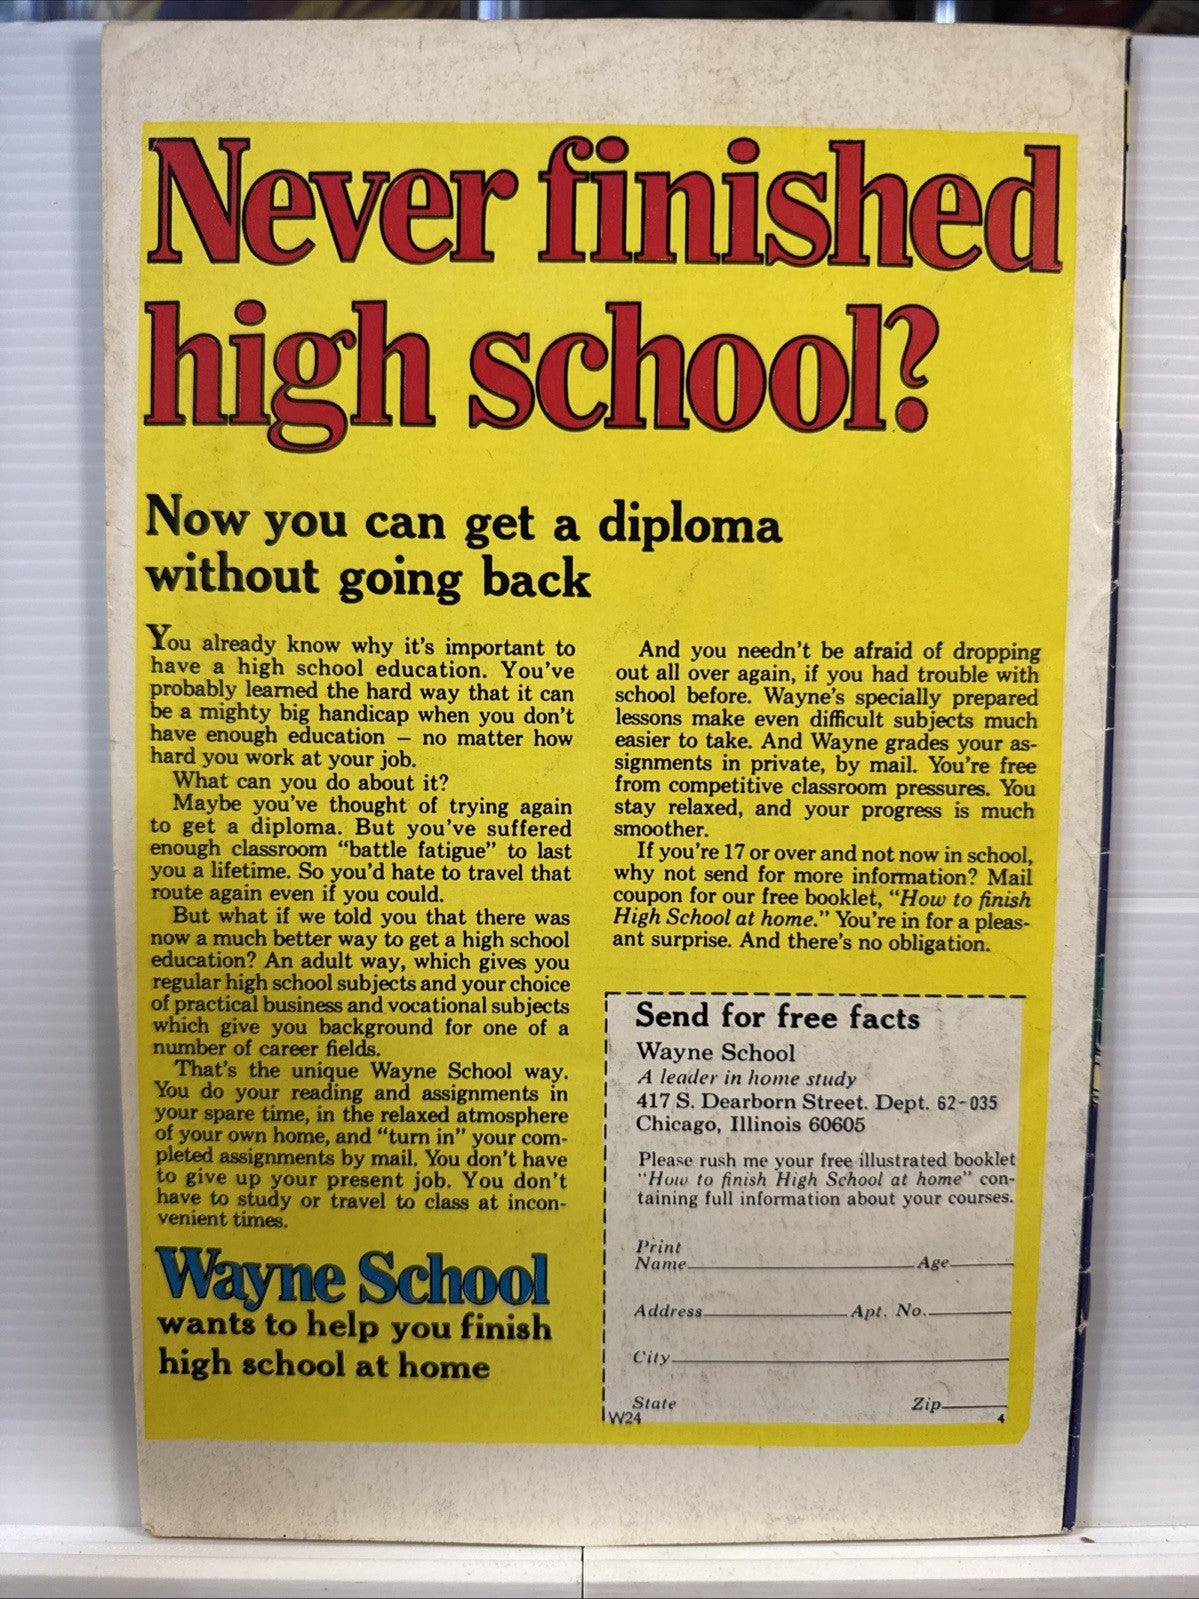 Never finished
high school?
Now you can get a diploma
without going back
You already know why it's important to
have a high school education. You've
probably learned the hard way that it can
be a mighty big handicap when you don't
have enough education – no matter how
hard you work at your job.
What can you do about it?
Maybe you've thought of trying again
to get a diploma. But you've suffered
enough classroom “battle fatigue” to last
you a lifetime. So you'd hate to travel that
route again even if you could.
But what if we told you that there was
now a much better way to get a high school
education? An adult way, which gives you
regular high school subjects and your choice
of practical business and vocational subjects
which give you background for one of a
number of career fields.
That's the unique Wayne School way.
You do your reading and assignments in
your spare time, in the relaxed atmosphere
of your own home, and “turn in” your com-
pleted assignments by mail. You don't have
to give up your present job. You don't
have to study or travel to class at incon-
venient times.
Wayne School
wants to help you finish
high school at home
And you needn't be afraid of dropping
out all over again, if you had trouble with
school before. Wayne's specially prepared
lessons make even difficult subjects much
easier to take. And Wayne grades your as-
signments in private, by mail. You're free
from competitive classroom pressures. You
stay relaxed, and your progress is much
smoother.
If you're 17 or over and not now in school,
why not send for more information? Mail
coupon for our free booklet, “How to finish
High School at home.” You're in for a pleas-
ant surprise. And there's no obligation.
Send for free facts
Wayne School
A leader in home study
417 S. Dearborn Street. Dept. 62-035
Chicago, Illinois 60605
Please rush me your free illustrated booklet
“How to finish High School at home” con-
taining full information about your courses.
Print
Name Age
Address Apt. No.
City
State Zip
W24 4